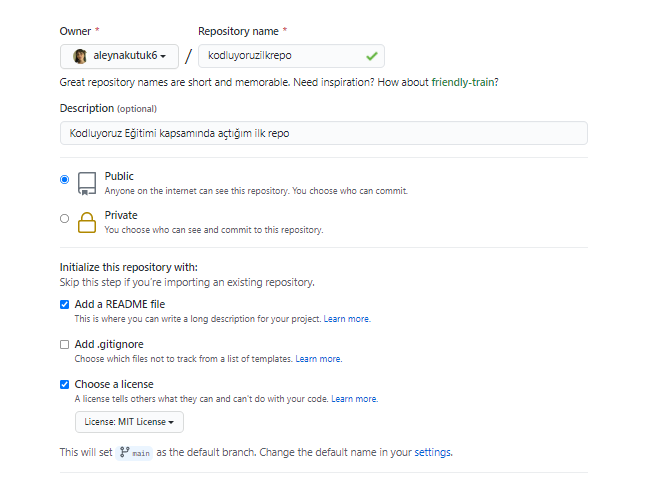 Owner * Repository name *
aleynakutuk6 / kodluyoruzilkrepo
Great repository names are short and memorable. Need inspiration? How about friendly-train?
Description (optional)
Kodluyoruz Eğitimi kapsamında açtığım ilk repo
Public
Anyone on the internet can see this repository. You choose who can commit.
Private
You choose who can see and commit to this repository.
Initialize this repository with:
Skip this step if you're importing an existing repository.
Add a README file
This is where you can write a long description for your project. Learn more.
Add .gitignore
Choose which files not to track from a list of templates. Learn more.
Choose a license
A license tells others what they can and can't do with your code. Learn more.
License: MIT License
This will set main as the default branch. Change the default name in your settings.